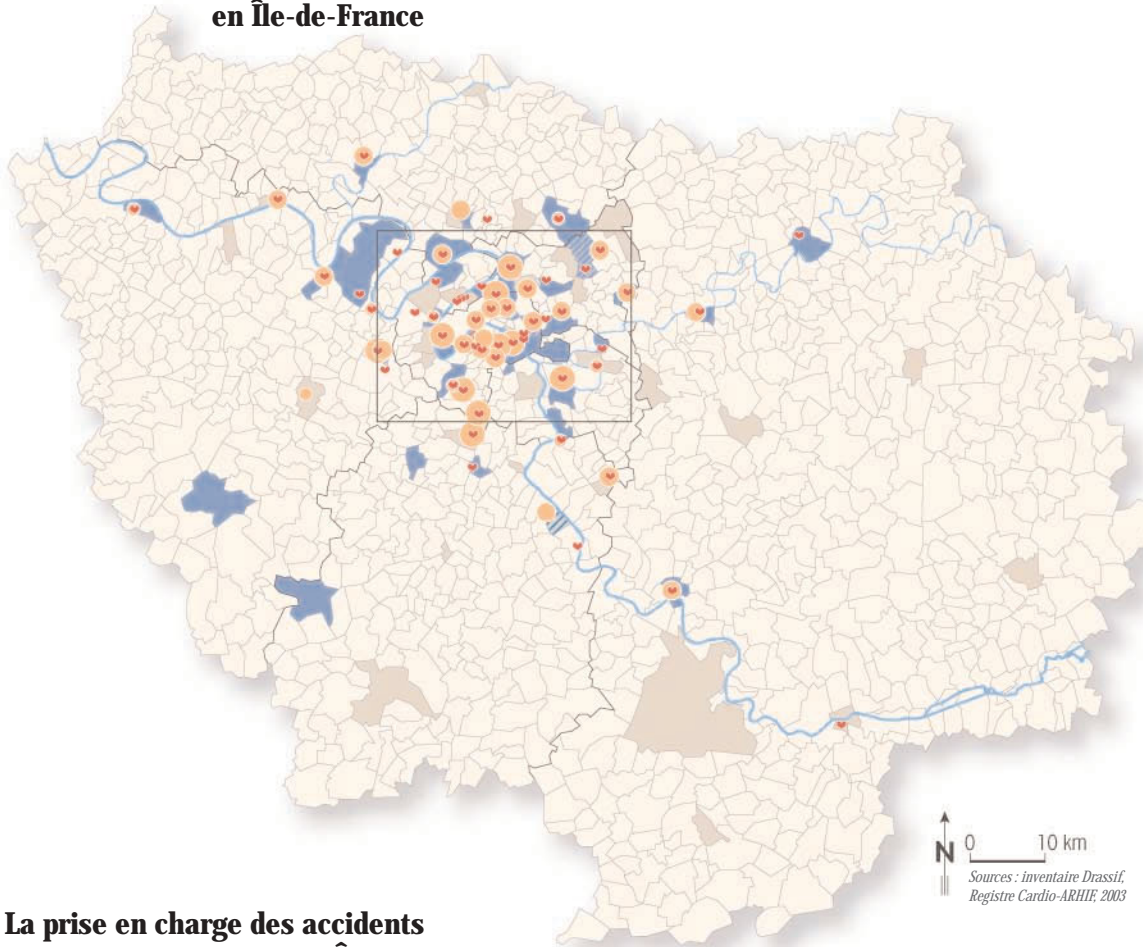 en Île-de-France
N
0 10 km
Sources : inventaire Drassif,
Registre Cardio-ARHIF, 2003
La prise en charge des accidents